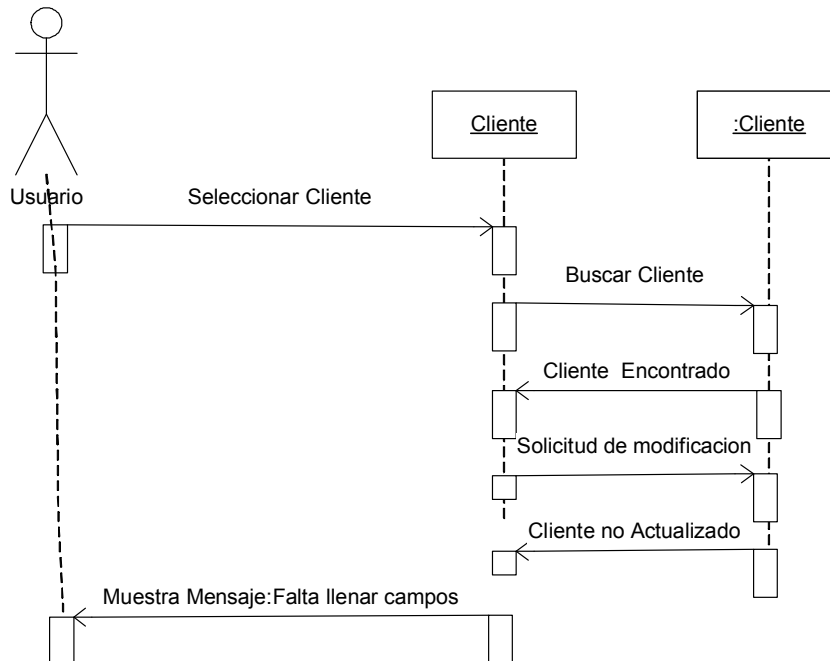 Cliente
:Cliente
Usuario
Seleccionar Cliente
Buscar Cliente
Cliente Encontrado
Solicitud de modificacion
Cliente no Actualizado
Muestra Mensaje:Falta llenar campos